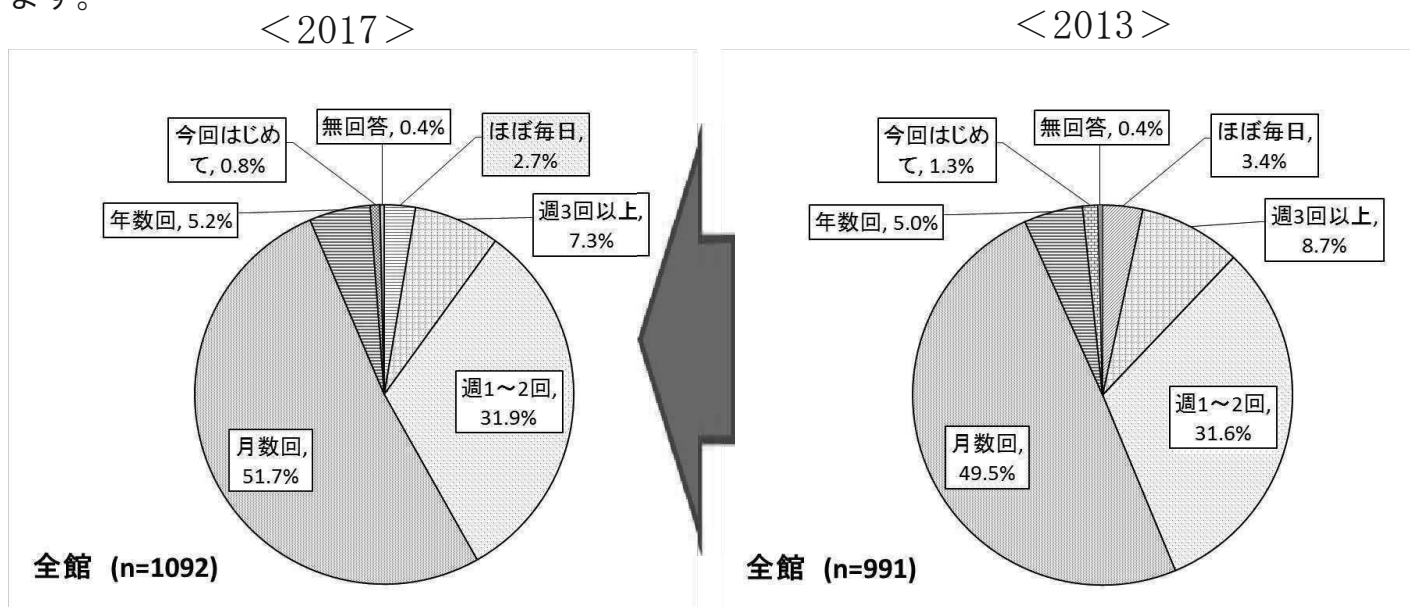 ます。
＜2017＞
無回答, 0.4%
ほぼ毎日,
2.7%
今回はじめ
て, 0.8%
週3回以上,
7.3%
年数回, 5.2%
週1～2回,
31.9%
月数回,
51.7%
全館 (n=1092)
＜2013＞
無回答, 0.4%
ほぼ毎日,
3.4%
今回はじめ
て, 1.3%
週3回以上,
8.7%
年数回, 5.0%
週1～2回,
31.6%
月数回,
49.5%
全館 (n=991)